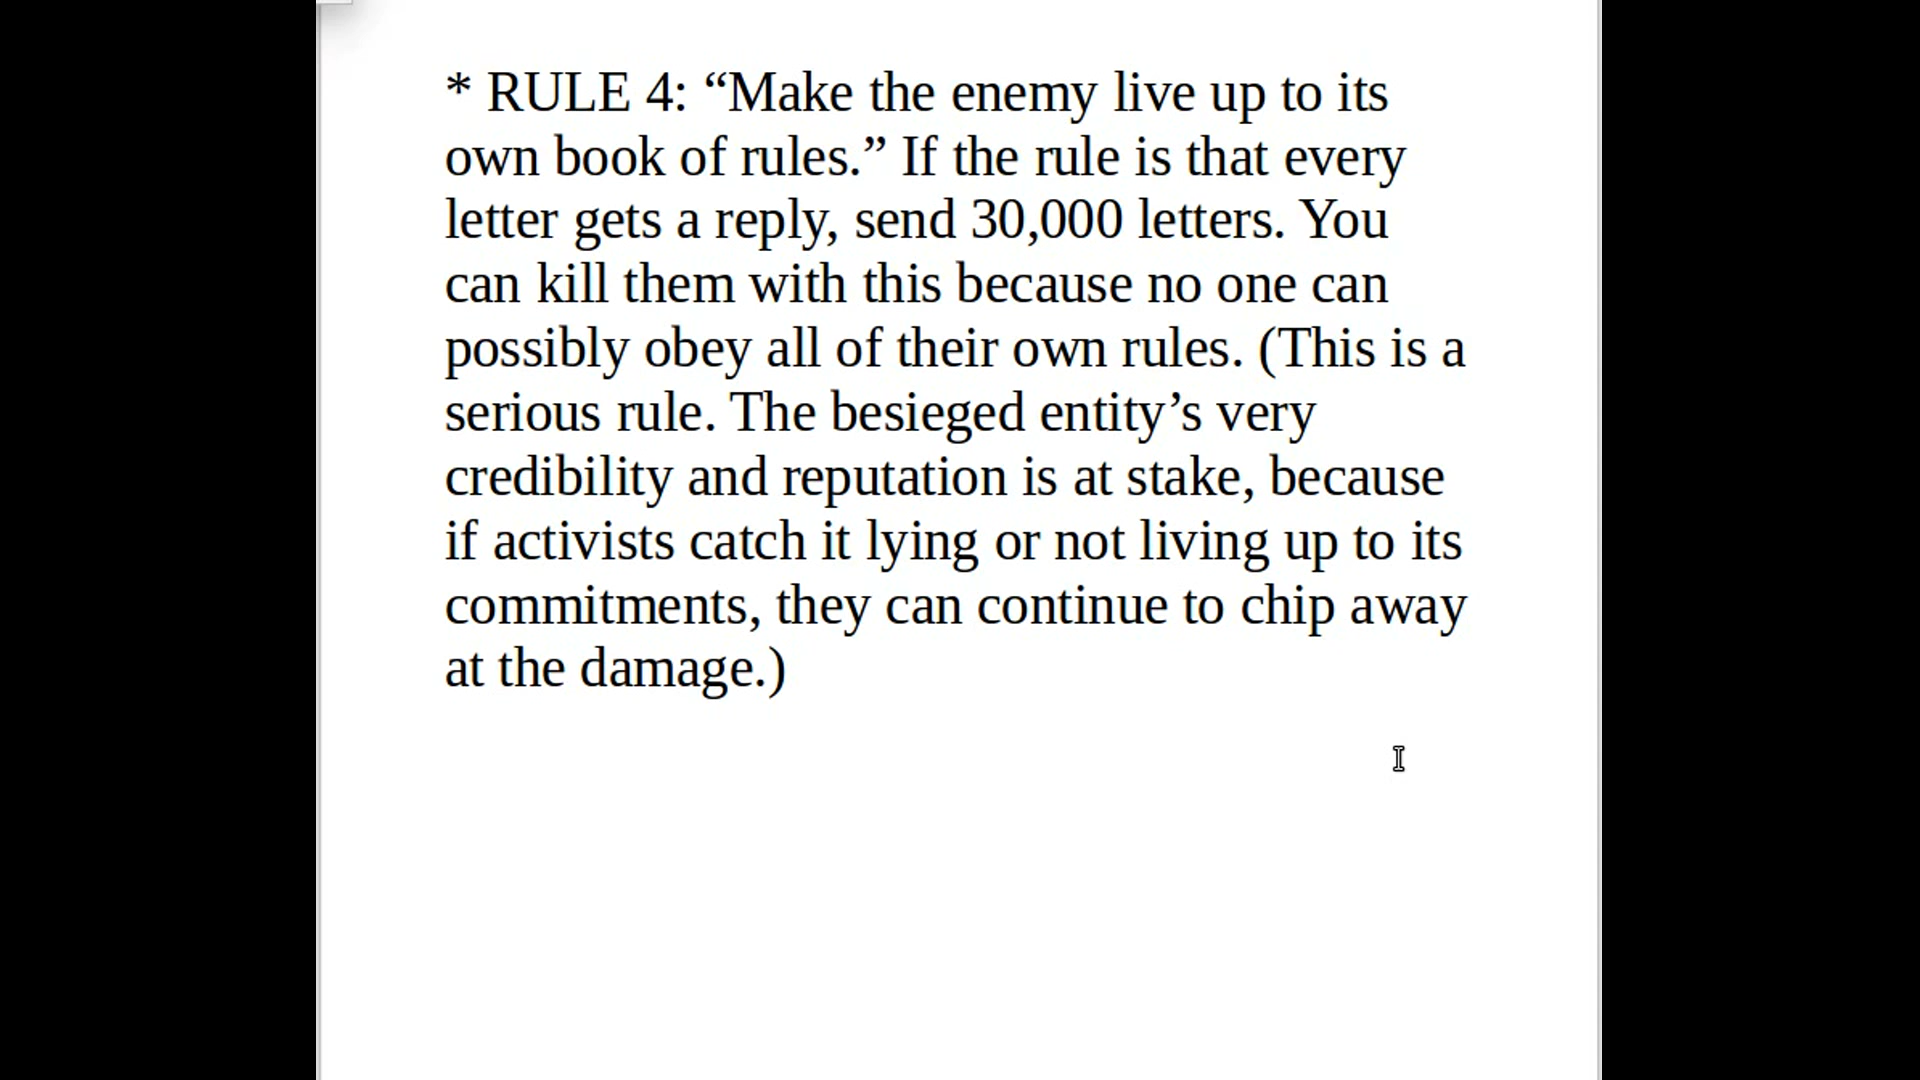 * RULE 4: “Make the enemy live up to its
own book of rules.” If the rule is that every
letter gets a reply, send 30,000 letters. You
can kill them with this because no one can
possibly obey all of their own rules. (This is a
serious rule. The besieged entity’s very
credibility and reputation is at stake, because
if activists catch it lying or not living up to its
commitments, they can continue to chip away
at the damage.)